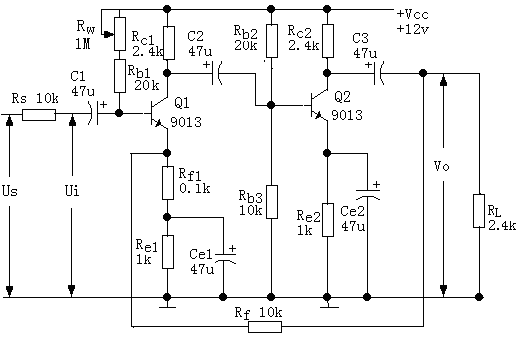 +Vcc
+12v
Rw
1M
Rc1
2.4k
C2
47u
Rb2
20k
Rc2
2.4k
C3
47u
C1
47u
Rb1
20k
Rs 10k
Q1
9013
Q2
9013
Us
Ui
Vo
Rf1
0.1k
Rb3
10k
Re2
1k
Ce2
47u
RL
2.4k
Re1
1k
Ce1
47u
Rf 10k